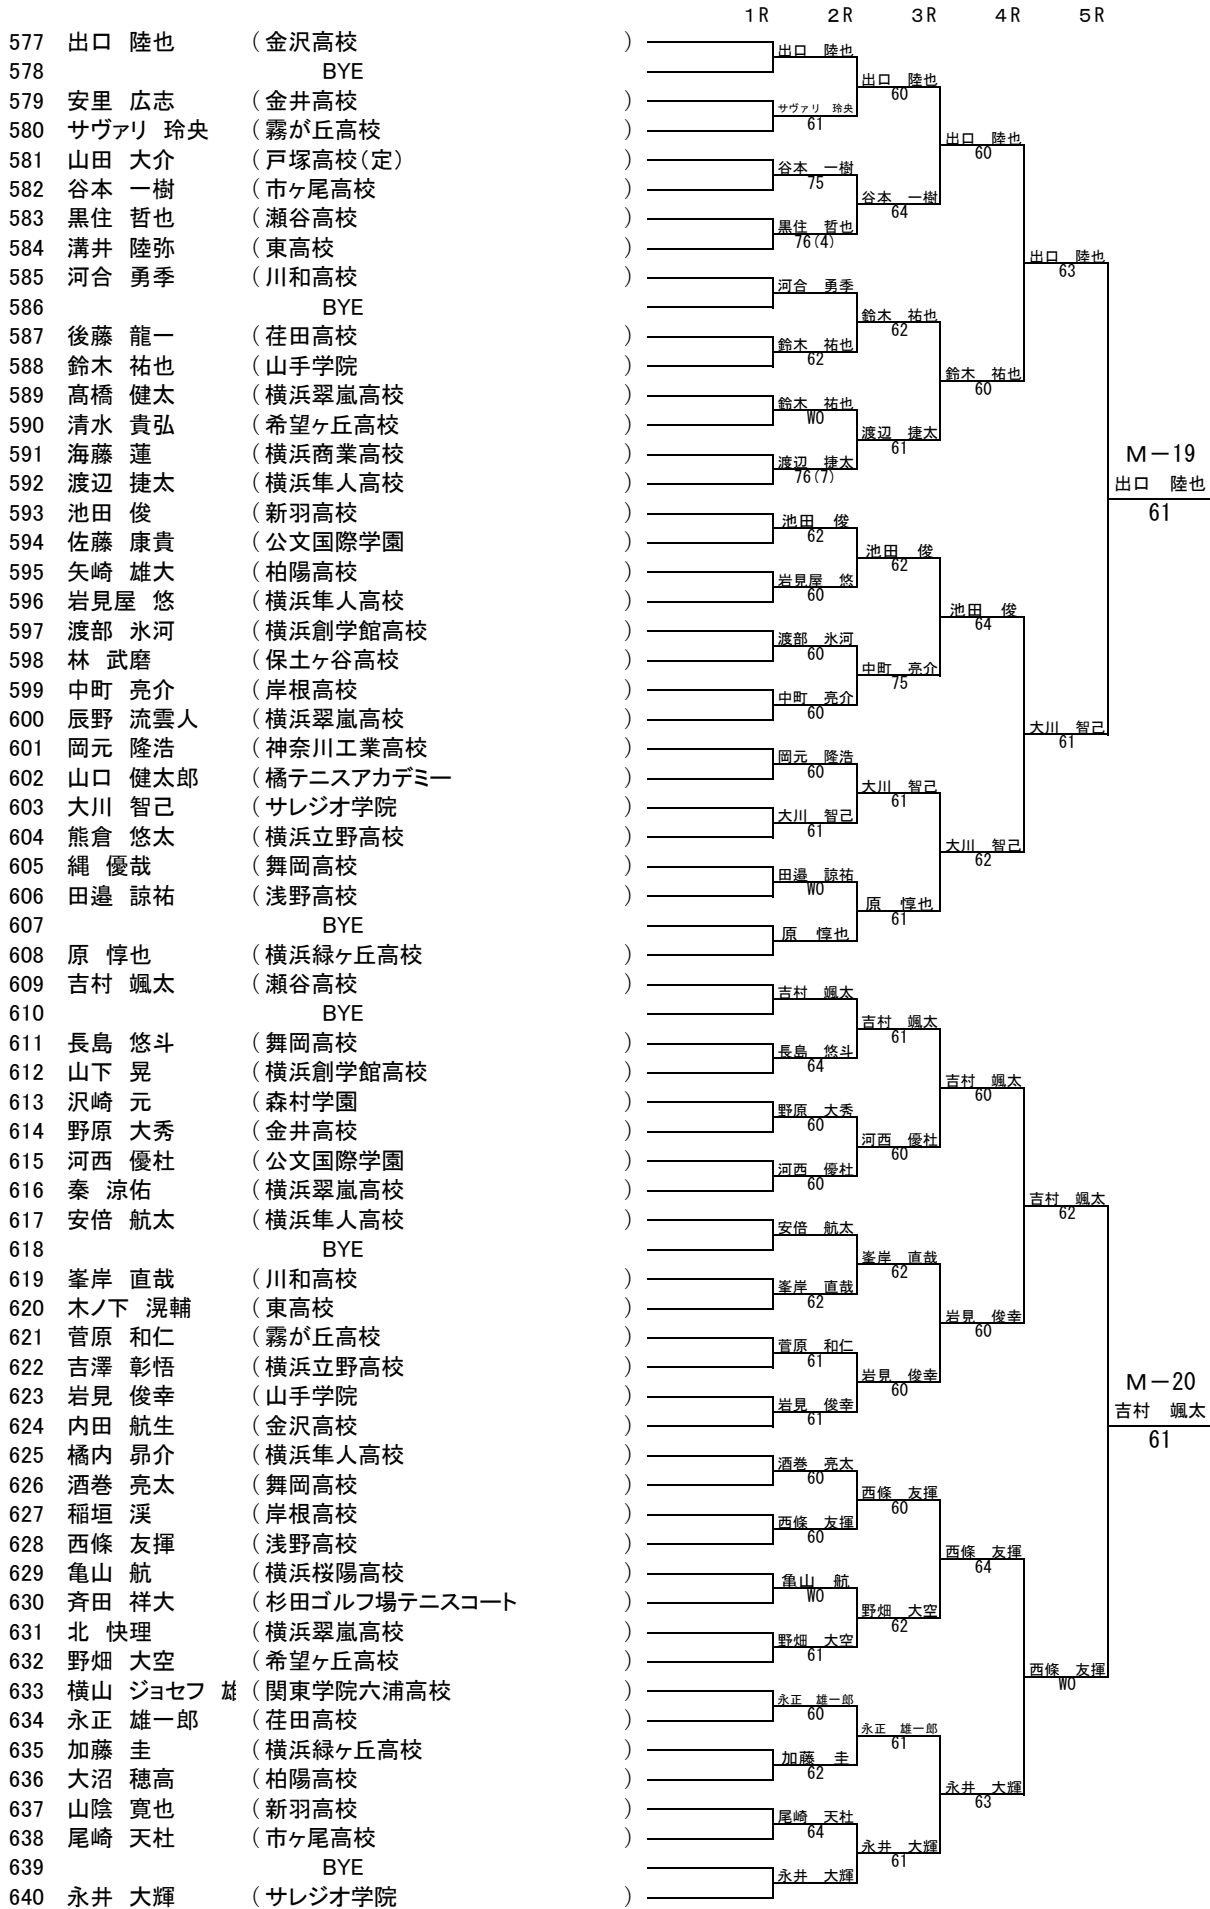 1R 2R 3R 4R 5R
577 出口 陸也 (金沢高校 )
578 BYE
579 安里 広志 (金井高校 )
580 サヴァリ 玲央 (霧が丘高校 )
581 山田 大介 (戸塚高校(定) )
582 谷本 一樹 (市ヶ尾高校 )
583 黒住 哲也 (瀬谷高校 )
584 溝井 陸弥 (東高校 )
585 河合 勇季 (川和高校 )
586 BYE
587 後藤 龍一 (荏田高校 )
588 鈴木 祐也 (山手学院 )
589 髙橋 健太 (横浜翠嵐高校 )
590 清水 貴弘 (希望ヶ丘高校 )
591 海藤 蓮 (横浜商業高校 )
592 渡辺 捷太 (横浜隼人高校 )
593 池田 俊 (新羽高校 )
594 佐藤 康貴 (公文国際学園 )
595 矢崎 雄大 (柏陽高校 )
596 岩見屋 悠 (横浜隼人高校 )
597 渡部 氷河 (横浜創学館高校 )
598 林 武磨 (保土ヶ谷高校 )
599 中町 亮介 (岸根高校 )
600 辰野 流雲人 (横浜翠嵐高校 )
601 岡元 隆浩 (神奈川工業高校 )
602 山口 健太郎 (橘テニスアカデミー )
603 大川 智己 (サレジオ学院 )
604 熊倉 悠太 (横浜立野高校 )
605 縄 優哉 (舞岡高校 )
606 田邉 諒祐 (浅野高校 )
607 BYE
608 原 惇也 (横浜緑ヶ丘高校 )
609 吉村 颯太 (瀬谷高校 )
610 BYE
611 長島 悠斗 (舞岡高校 )
612 山下 晃 (横浜創学館高校 )
613 沢崎 元 (森村学園 )
614 野原 大秀 (金井高校 )
615 河西 優杜 (公文国際学園 )
616 秦 涼佑 (横浜翠嵐高校 )
617 安倍 航太 (横浜隼人高校 )
618 BYE
619 峯岸 直哉 (川和高校 )
620 木ノ下 滉輔 (東高校 )
621 菅原 和仁 (霧が丘高校 )
622 吉澤 彰悟 (横浜立野高校 )
623 岩見 俊幸 (山手学院 )
624 内田 航生 (金沢高校 )
625 橘内 昴介 (横浜隼人高校 )
626 酒巻 亮太 (舞岡高校 )
627 稲垣 渓 (岸根高校 )
628 西條 友揮 (浅野高校 )
629 亀山 航 (横浜桜陽高校 )
630 斉田 祥大 (杉田ゴルフ場テニスコート )
631 北 快理 (横浜翠嵐高校 )
632 野畑 大空 (希望ヶ丘高校 )
633 横山 ジョセフ 雄 (関東学院六浦高校 )
634 永正 雄一郎 (荏田高校 )
635 加藤 圭 (横浜緑ヶ丘高校 )
636 大沼 穂高 (柏陽高校 )
637 山陰 寛也 (新羽高校 )
638 尾崎 天杜 (市ヶ尾高校 )
639 BYE
640 永井 大輝 (サレジオ学院 )
出口 陸也
サヴァリ 玲央
61
谷本 一樹
75
黒住 哲也
76(4)
河合 勇季
鈴木 祐也
62
鈴木 祐也
WO
渡辺 捷太
76(7)
池田 俊
62
岩見屋 悠
60
渡部 氷河
60
中町 亮介
60
岡元 隆浩
60
大川 智己
61
田邉 諒祐
WO
原 惇也
吉村 颯太
長島 悠斗
64
野原 大秀
60
河西 優杜
60
安倍 航太
峯岸 直哉
62
菅原 和仁
61
岩見 俊幸
61
酒巻 亮太
60
西條 友揮
60
亀山 航
WO
野畑 大空
61
永正 雄一郎
60
加藤 圭
62
尾崎 天杜
64
永井 大輝
出口 陸也
60
谷本 一樹
64
鈴木 祐也
62
渡辺 捷太
61
池田 俊
62
中町 亮介
75
大川 智己
61
原 惇也
61
吉村 颯太
61
河西 優杜
60
峯岸 直哉
62
岩見 俊幸
60
西條 友揮
60
野畑 大空
62
永正 雄一郎
61
永井 大輝
61
出口 陸也
60
鈴木 祐也
60
池田 俊
64
大川 智己
62
吉村 颯太
60
岩見 俊幸
60
西條 友揮
64
永井 大輝
63
出口 陸也
63
大川 智己
61
吉村 颯太
62
西條 友揮
WO
M－19
出口 陸也
61
M－20
吉村 颯太
61